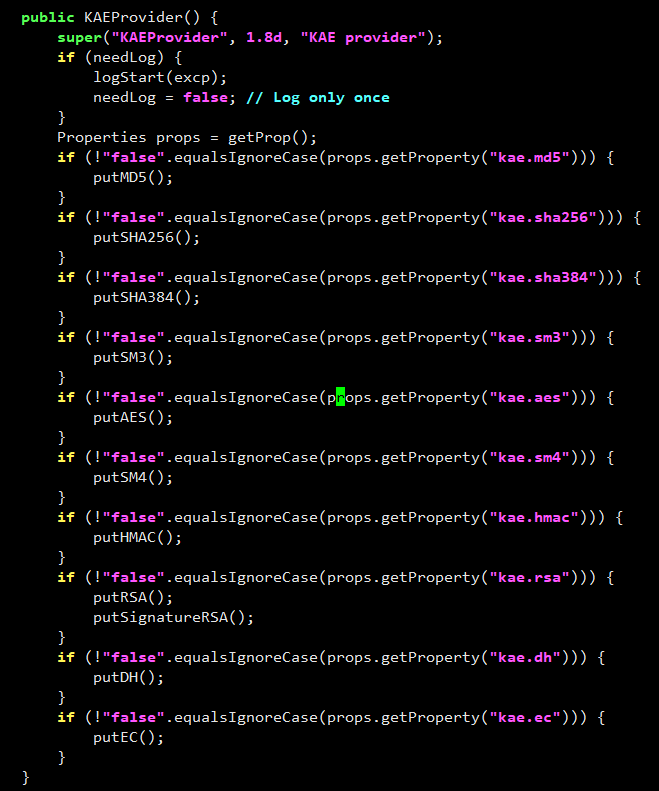 public KAEProvider() {
    super("KAEProvider", 1.8d, "KAE provider");
    if (needLog) {
        logStart(excp);
        needLog = false; // Log only once
    }
    Properties props = getProp();
    if (!"false".equalsIgnoreCase(props.getProperty("kae.md5"))) {
        putMD5();
    }
    if (!"false".equalsIgnoreCase(props.getProperty("kae.sha256"))) {
        putSHA256();
    }
    if (!"false".equalsIgnoreCase(props.getProperty("kae.sha384"))) {
        putSHA384();
    }
    if (!"false".equalsIgnoreCase(props.getProperty("kae.sm3"))) {
        putSM3();
    }
    if (!"false".equalsIgnoreCase(props.getProperty("kae.aes"))) {
        putAES();
    }
    if (!"false".equalsIgnoreCase(props.getProperty("kae.sm4"))) {
        putSM4();
    }
    if (!"false".equalsIgnoreCase(props.getProperty("kae.hmac"))) {
        putHMAC();
    }
    if (!"false".equalsIgnoreCase(props.getProperty("kae.rsa"))) {
        putRSA();
        putSignatureRSA();
    }
    if (!"false".equalsIgnoreCase(props.getProperty("kae.dh"))) {
        putDH();
    }
    if (!"false".equalsIgnoreCase(props.getProperty("kae.ec"))) {
        putEC();
    }
}